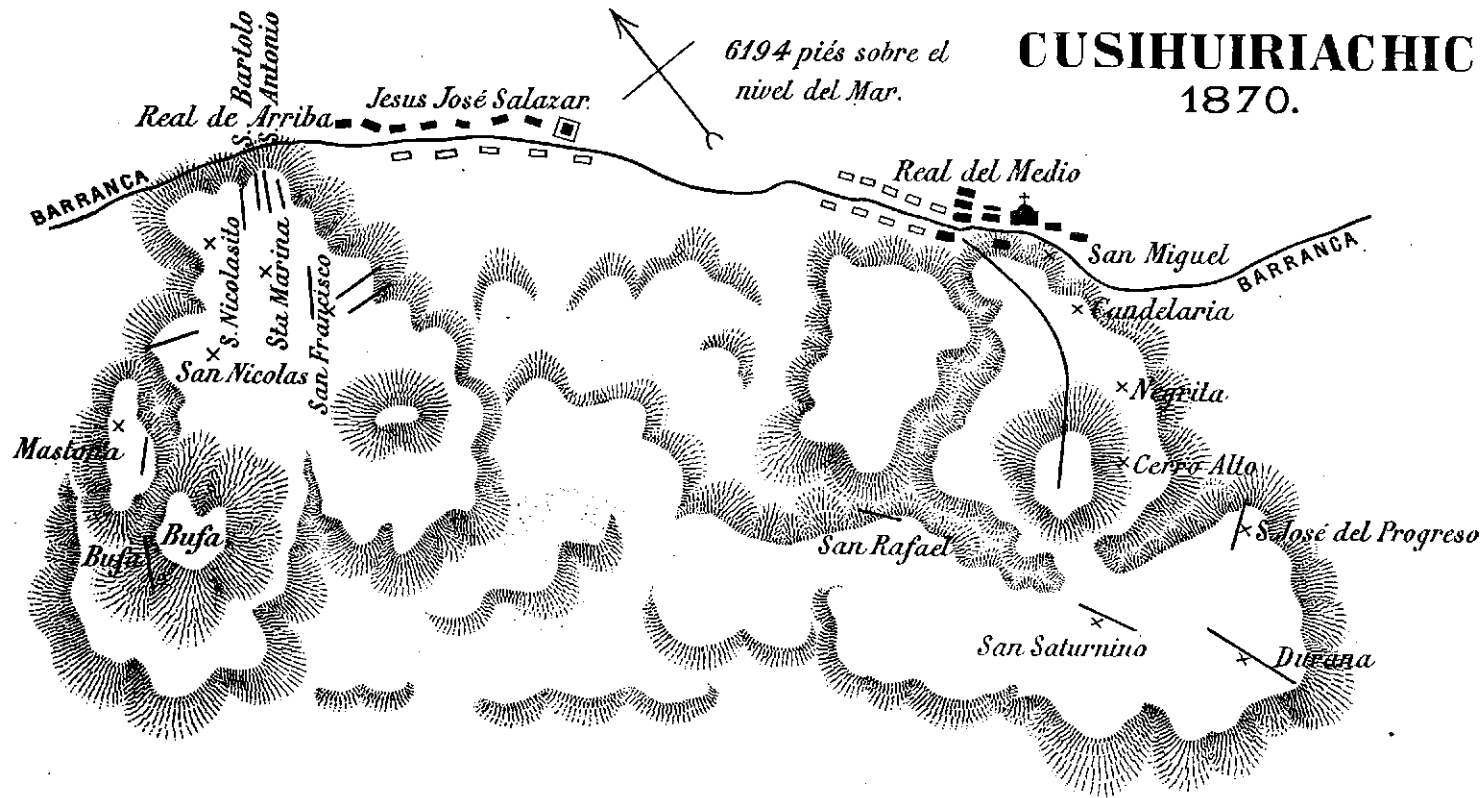 CUSIHUIRIACHIC
1870.
6194 piés sobre el
nivel del Mar.
S. Bartolo
S. Antonio
Real de Arriba
Jesus José Salazar.
BARRANCA
Real del Medio
San Miguel
BARRANCA
Candelaria
S. Nicolasito
Sta Marina
San Francisco
San Nicolas
Negrita
Cerro Alto
Bufa
Bufa
San Rafael
S. José del Progreso
San Saturnino
Durana